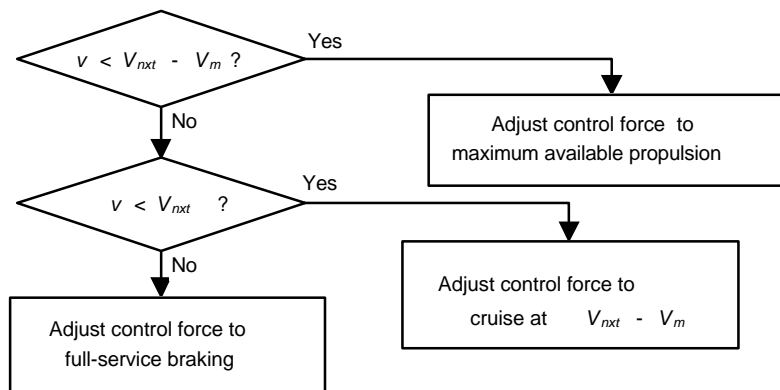 v < Vnxt - Vm ?
Yes
Adjust control force to
maximum available propulsion
No
v < Vnxt ?
Yes
Adjust control force to
cruise at Vnxt - Vm
No
Adjust control force to
full-service braking